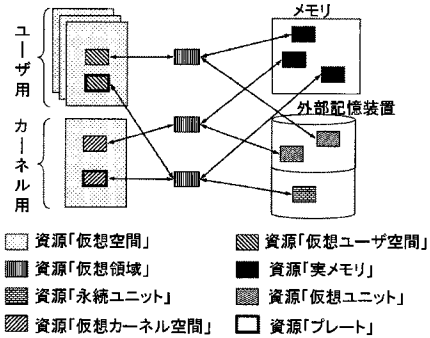 メモリ
ユーザ用
外部記憶装置
カーネル用
資源「仮想空間」
資源「仮想ユーザ空間」
資源「仮想領域」
資源「実メモリ」
資源「永続ユニット」
資源「仮想ユニット」
資源「仮想カーネル空間」
資源「プレート」